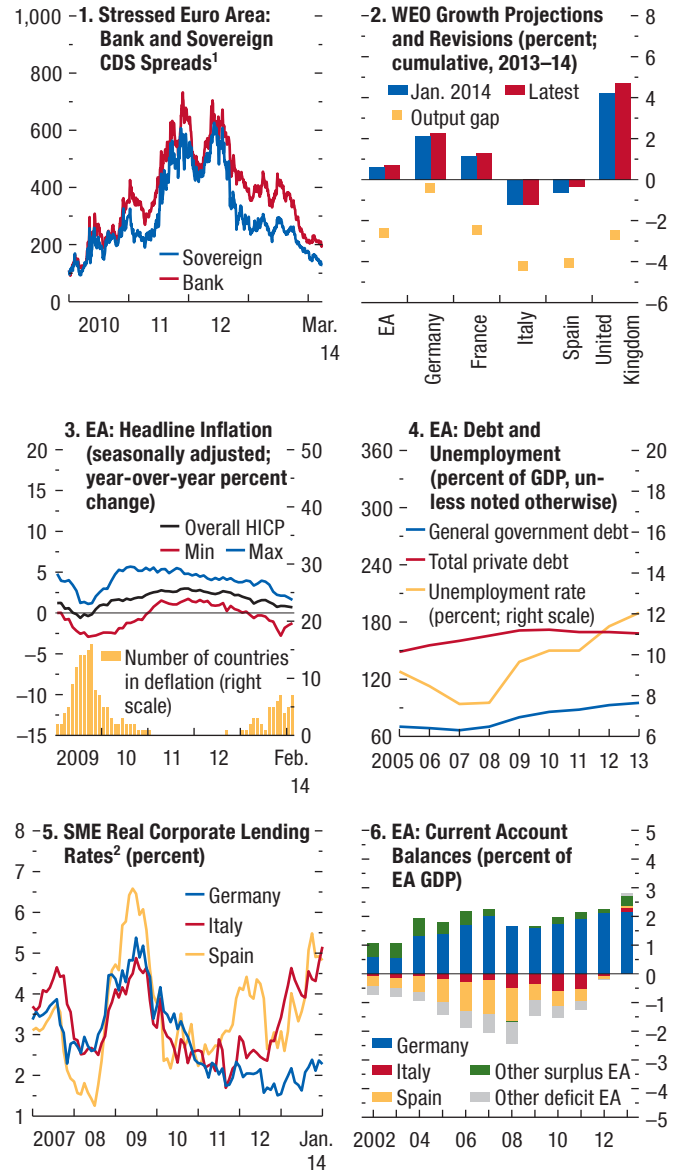 1. Stressed Euro Area:
Bank and Sovereign
CDS Spreads1
1,000
800
600
400
200
0
Sovereign
Bank
2010 11 12 Mar.
14
2. WEO Growth Projections
and Revisions (percent;
cumulative, 2013–14)
Jan. 2014 Latest
Output gap
8
6
4
2
0
–2
–4
–6
EA
Germany
France
Italy
Spain
United
Kingdom
3. EA: Headline Inflation
(seasonally adjusted;
year-over-year percent
change)
20
15
10
5
0
–5
–10
–15
50
40
30
20
10
0
Overall HICP
Min Max
Number of countries
in deflation (right
scale)
2009 10 11 12 Feb.
14
4. EA: Debt and
Unemployment
(percent of GDP, un-
less noted otherwise)
360
300
240
180
120
60
20
18
16
14
12
10
8
6
General government debt
Total private debt
Unemployment rate
(percent; right scale)
2005 06 07 08 09 10 11 12 13
5. SME Real Corporate Lending
Rates2 (percent)
8
7
6
5
4
3
2
1
Germany
Italy
Spain
2007 08 09 10 11 12 Jan.
14
6. EA: Current Account
Balances (percent of
EA GDP)
5
4
3
2
1
0
–1
–2
–3
–4
–5
Germany
Italy Other surplus EA
Spain Other deficit EA
2002 04 06 08 10 12